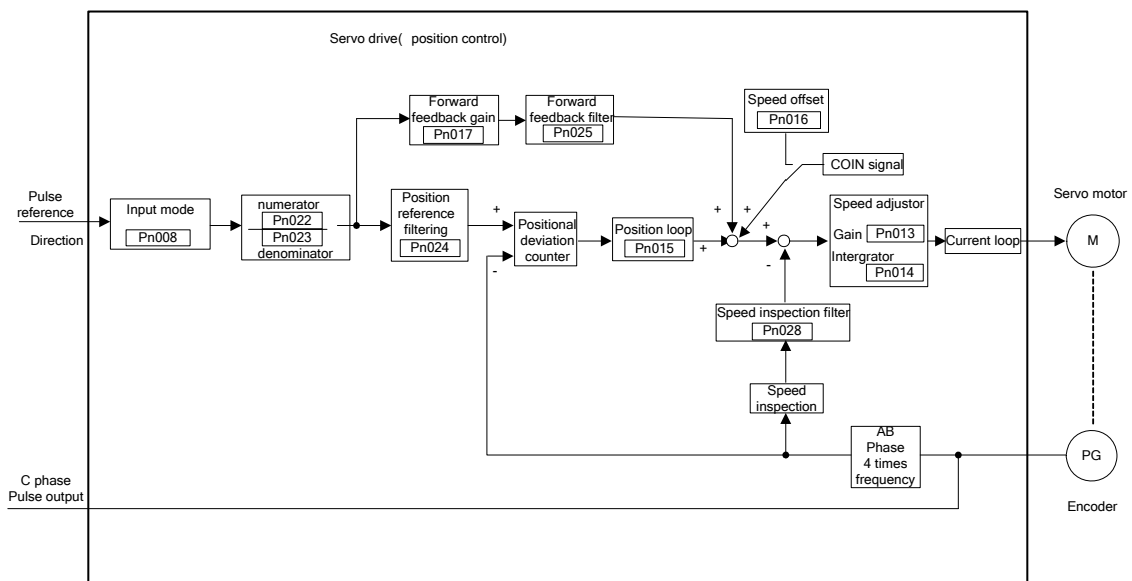 Servo drive( position control)
Forward
feedback gain
Pn017
Forward
feedback filter
Pn025
Speed offset
Pn016
COIN signal
Pulse
reference
Direction
Input mode
Pn008
numerator
Pn022
Pn023
denominator
Position
reference
filtering
Pn024
+
-
Positional
deviation
counter
Position loop
Pn015
+
+
+
+
-
Speed adjustor
Gain
Pn013
Intergrator
Pn014
Current loop
Servo motor
M
Speed inspection filter
Pn028
Speed
inspection
AB
Phase
4 times
frequency
PG
Encoder
C phase
Pulse output